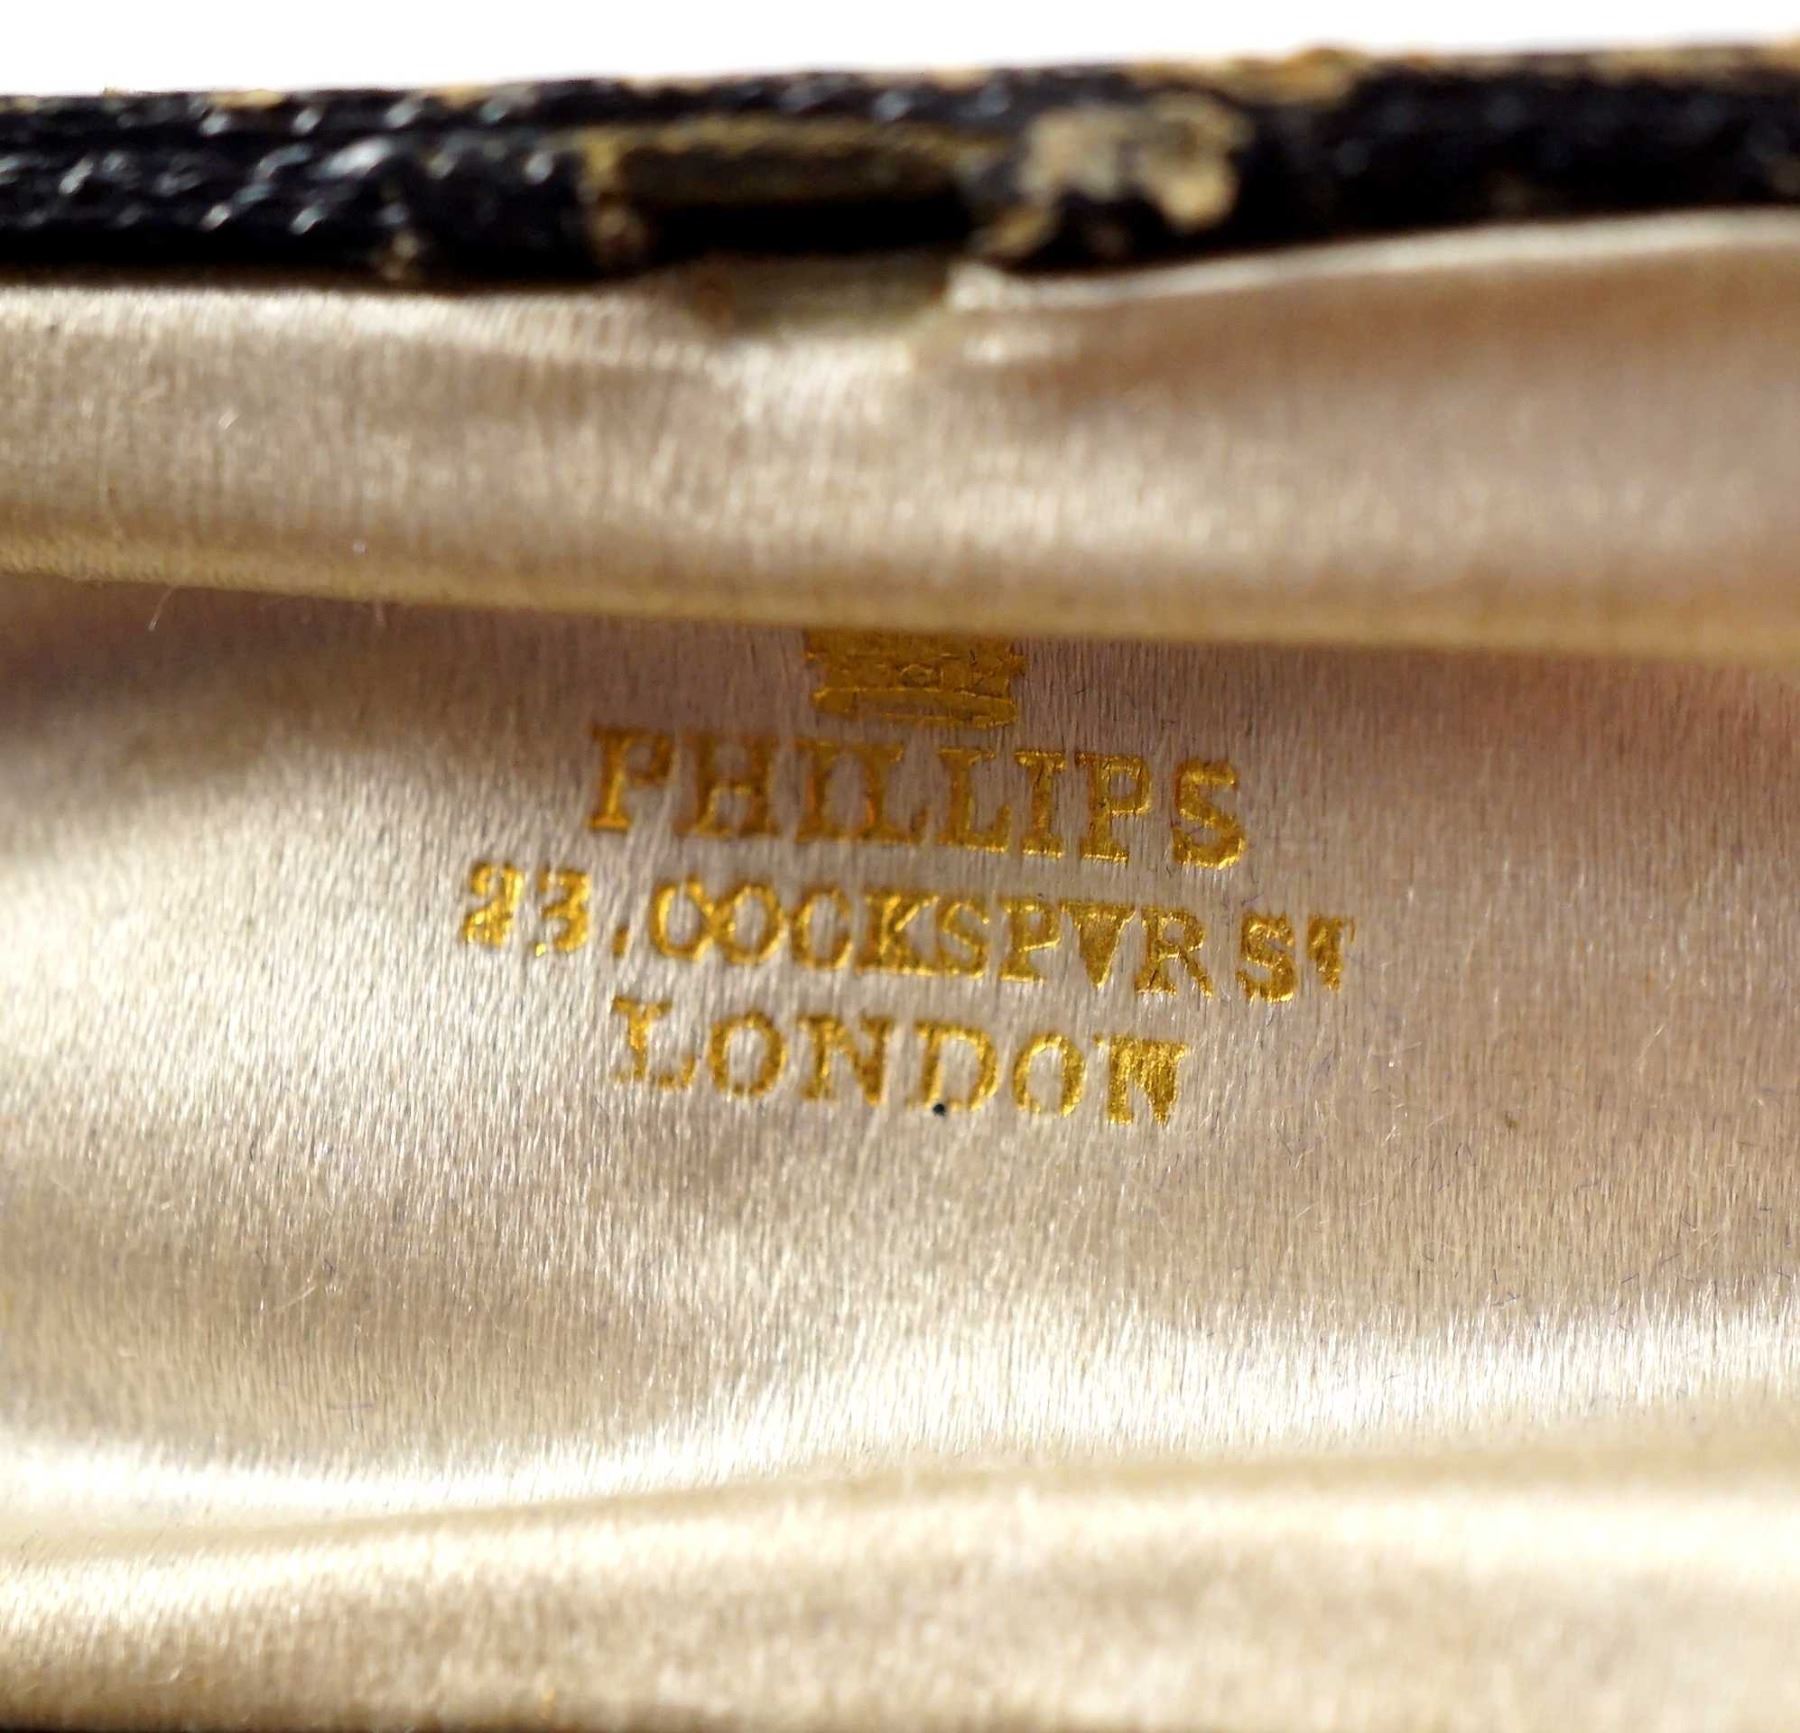 PHILLIPS
23, COCKSPVR ST
LONDON